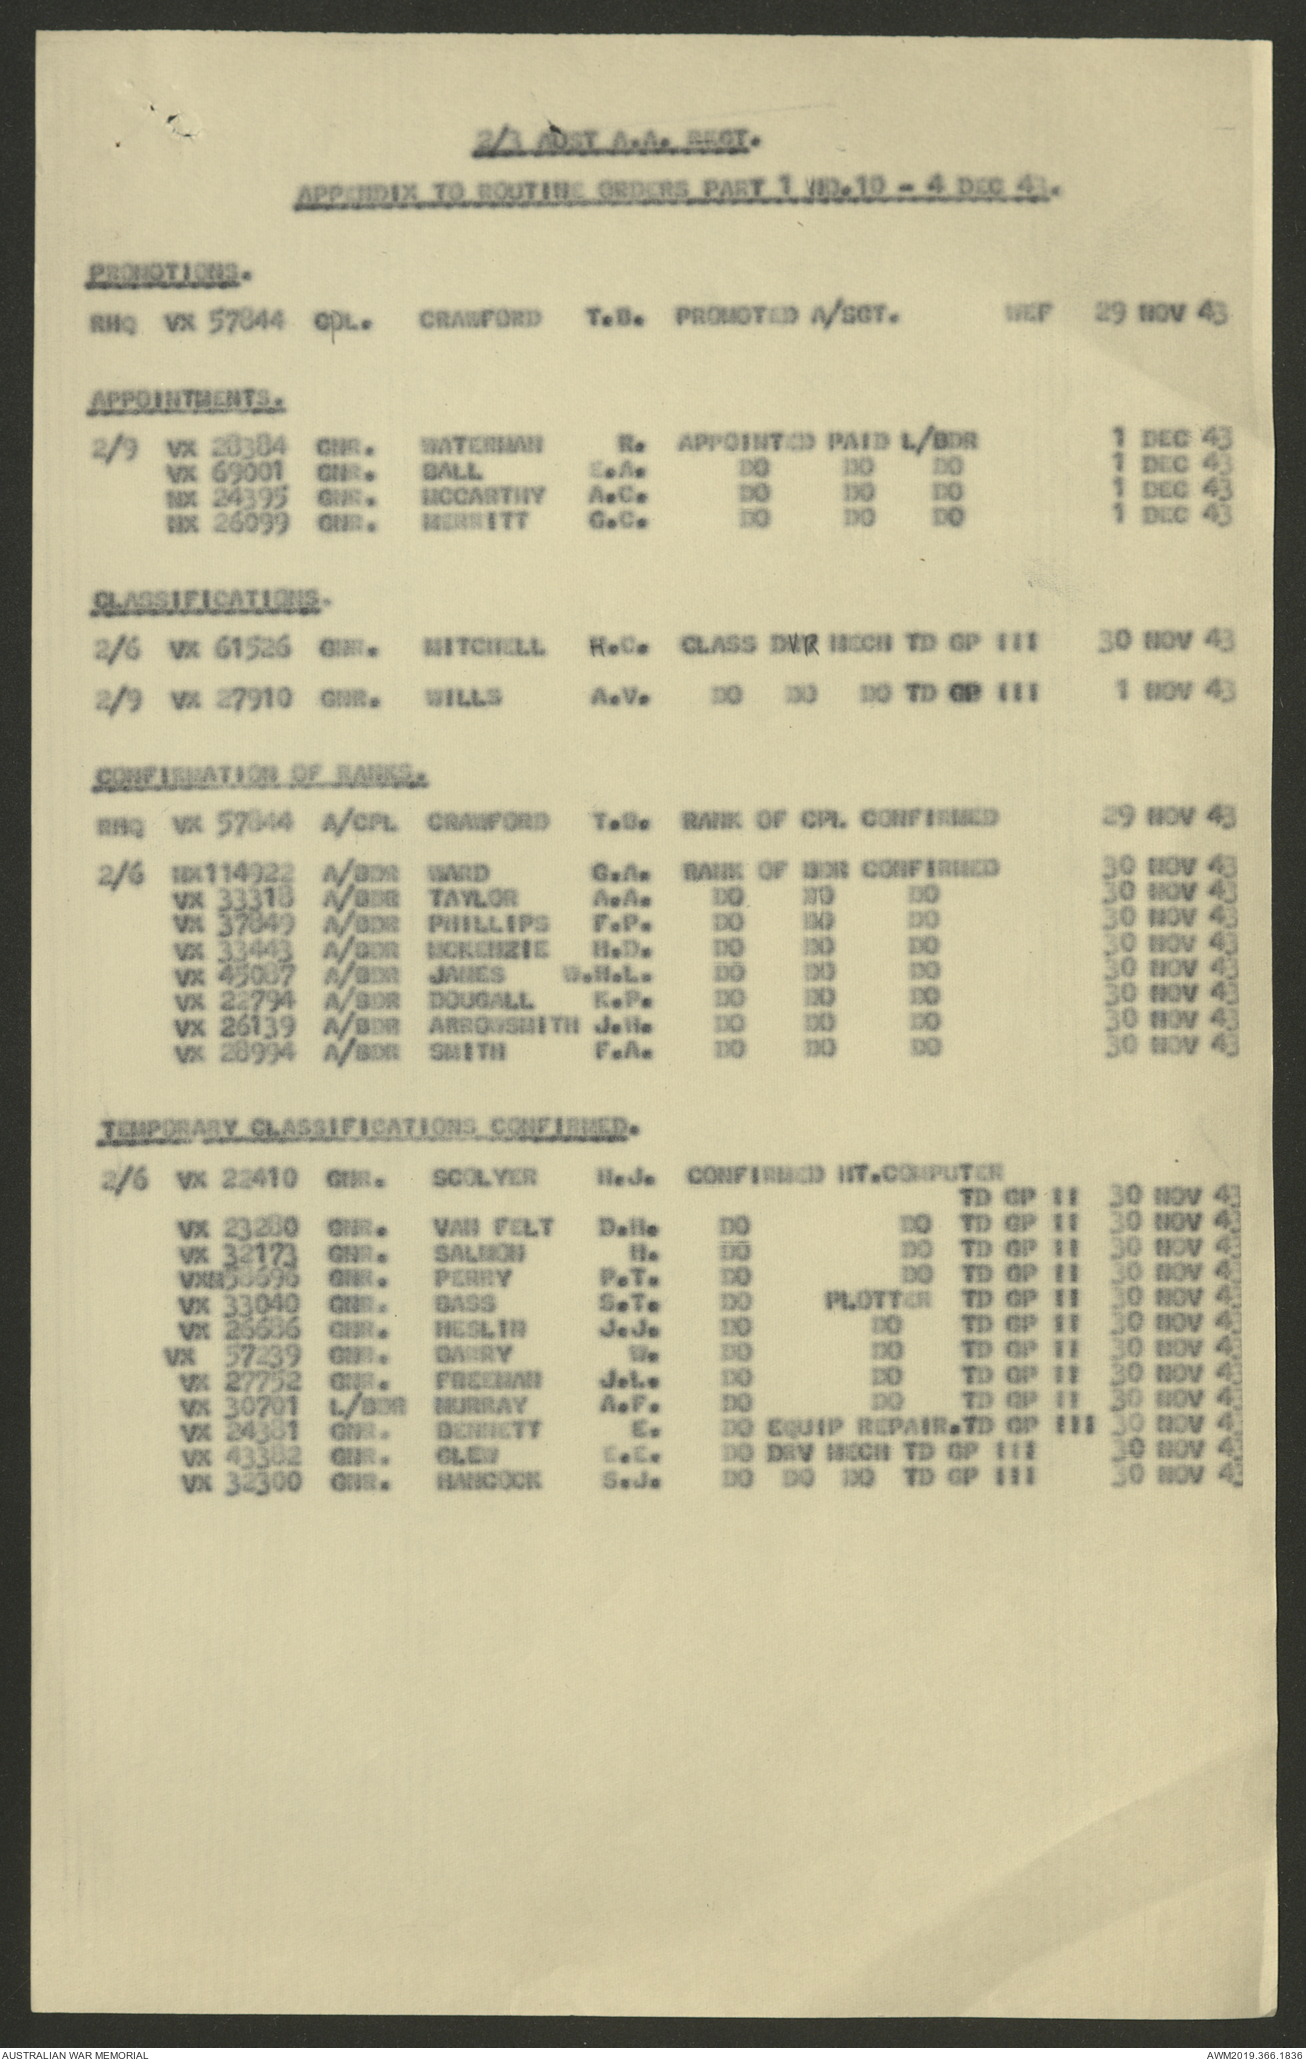 2/3 AUST A.A. REGT.
APPENDIX TO ROUTINE ORDERS PART 1 NO.10 - 4 DEC 43.
PROMOTIONS.
RHQ VX 57844 CPL. CRAWFORD T.B. PROMOTED A/SGT. WEF 29 NOV 43
APPOINTMENTS.
2/9 VX 28384 GNR. WATERMAN R. APPOINTED PAID L/BDR 1 DEC 43
VX 69001 GNR. BALL E.A. DO DO DO 1 DEC 43
NX 24395 GNR. MCCARTHY A.C. DO DO DO 1 DEC 43
NX 26099 GNR. MERRITT G.C. DO DO DO 1 DEC 43
CLASSIFICATIONS.
2/6 VX 61526 GNR. MITCHELL H.C. CLASS DVR MECH TD GP III 30 NOV 43
2/9 VX 27910 GNR. WILLS A.V. DO DO DO TD GP III 1 NOV 43
CONFIRMATION OF RANKS.
RHQ VX 57844 A/CPL CRAWFORD T.B. RANK OF CPL CONFIRMED 29 NOV 43
2/6 NX114922 A/BDR WARD G.A. RANK OF BDR CONFIRMED 30 NOV 43
VX 33318 A/BDR TAYLOR A.A. DO DO DO 30 NOV 43
VX 37849 A/BDR PHILLIPS F.P. DO DO DO 30 NOV 43
VX 33443 A/BDR MCKENZIE H.D. DO DO DO 30 NOV 43
VX 45087 A/BDR JAMES W.H.L. DO DO DO 30 NOV 43
VX 22794 A/BDR DOUGALL K.P. DO DO DO 30 NOV 43
VX 26139 A/BDR ARROWSMITH J.H. DO DO DO 30 NOV 43
VX 28994 A/BDR SMITH F.A. DO DO DO 30 NOV 43
TEMPORARY CLASSIFICATIONS CONFIRMED.
2/6 VX 22410 GNR. SCOLYER H.J. CONFIRMED HT.COMPUTER
TD GP II 30 NOV 43
VX 23280 GNR. VAN FELT D.H. DO DO TD GP II 30 NOV 43
VX 32173 GNR. SALMON H. DO DO TD GP II 30 NOV 43
GNR. PERRY P.T. DO DO TD GP II 30 NOV 43
VX 33040 GNR. BASS S.T. DO PLOTTER TD GP II 30 NOV 43
VX 26686 GNR. HESLIN J.J. DO DO TD GP II 30 NOV 43
VX 57239 GNR. BARRY W. DO DO TD GP II 30 NOV 43
VX 27752 GNR. FREEMAN J.L. DO DO TD GP II 30 NOV 43
VX 30701 L/BDR MURRAY A.F. DO DO TD GP II 30 NOV 43
VX 24381 GNR. BENNETT E. DO EQUIP REPAIR.TD GP III 30 NOV 43
VX 43382 GNR. GLEW E.E. DO DRV MECH TD GP III 30 NOV 43
VX 32300 GNR. HANCOCK S.J. DO DO DO TD GP III 30 NOV 43
AUSTRALIAN WAR MEMORIAL
AWM2019.366.1836